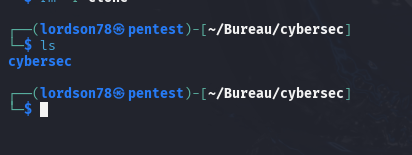 ┌──(lordson78㉿pentest)-[~/Bureau/cybersec]
└─$ ls
cybersec
┌──(lordson78㉿pentest)-[~/Bureau/cybersec]
└─$